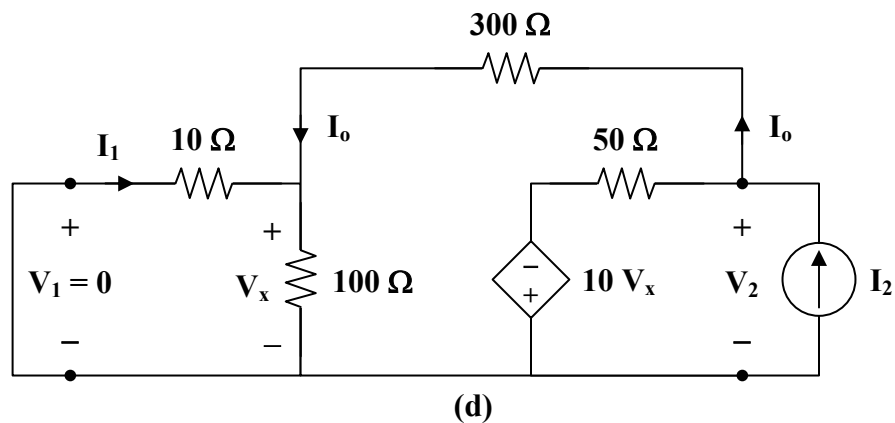 300 Ω
I₁
10 Ω
Iₒ
50 Ω
Iₒ
+
V₁ = 0
–
+
Vₓ
–
100 Ω
–
+
10 Vₓ
+
V₂
–
I₂
(d)